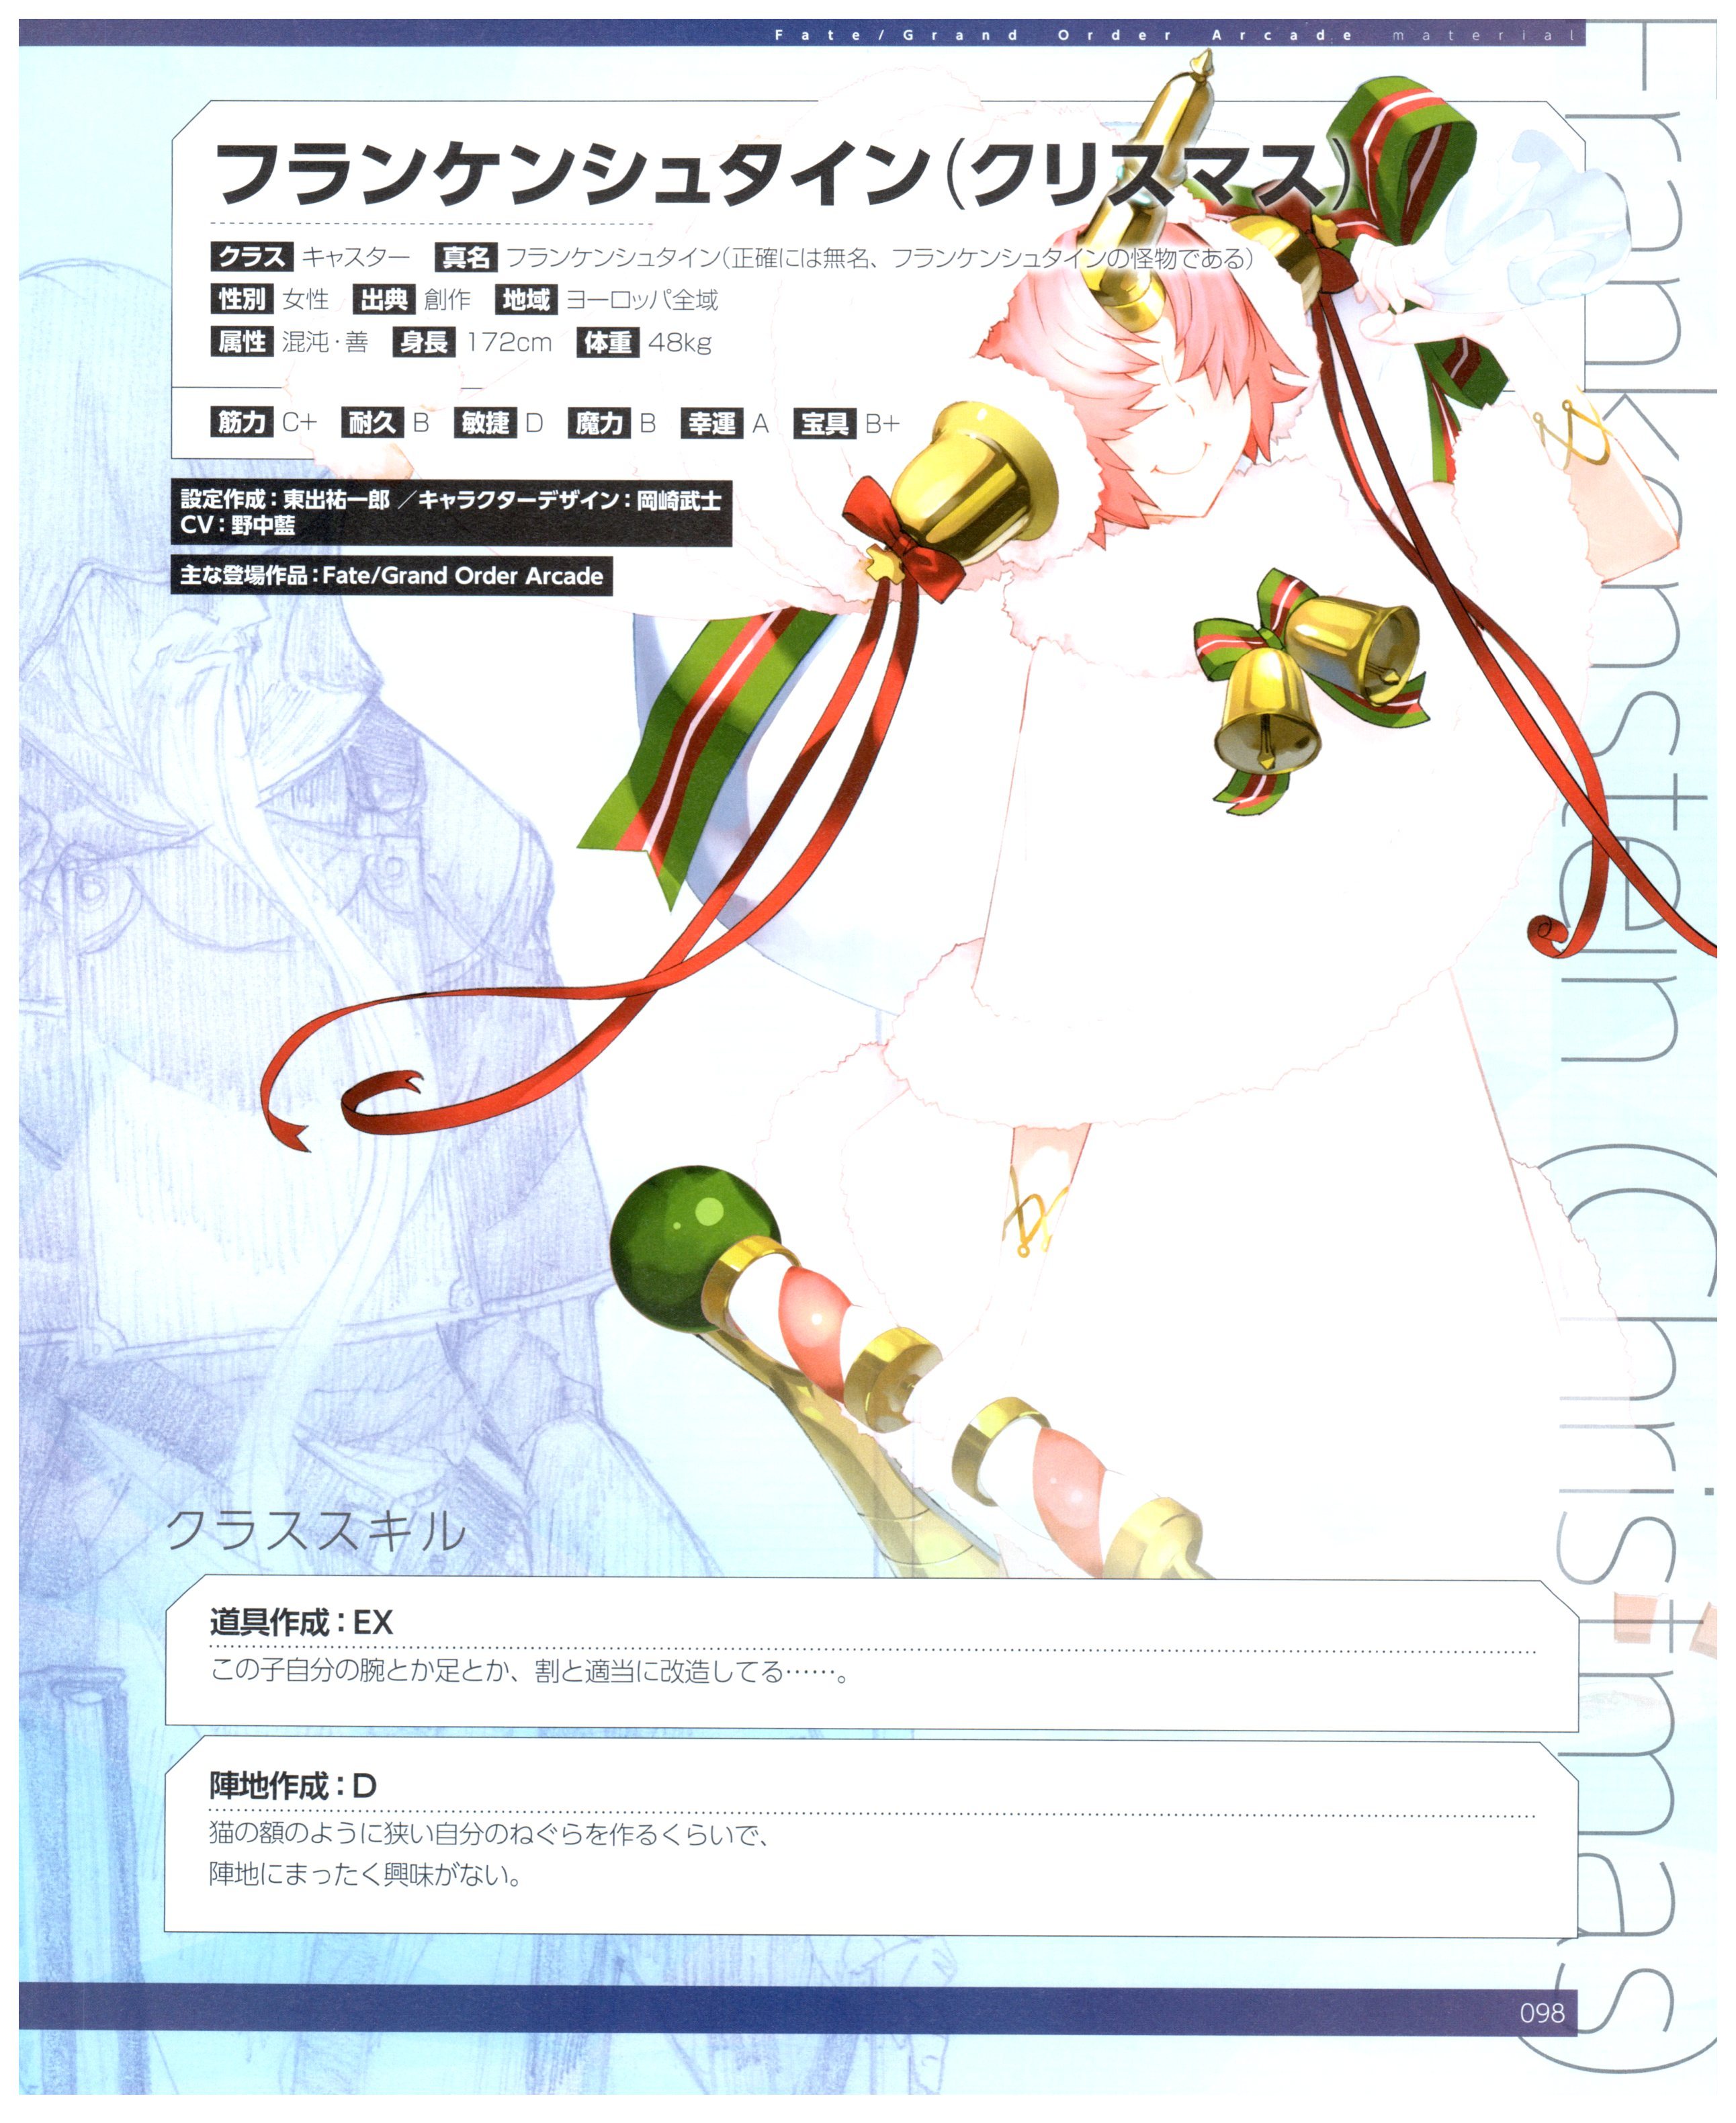 Fate/Grand Order Arcade material
フランケンシュタイン(クリスマス)
クラス キャスター 真名 フランケンシュタイン(正確には無名、フランケンシュタインの怪物である)
性別 女性 出典 創作 地域 ヨーロッパ全域
属性 混沌・善 身長 172cm 体重 48kg
筋力 C+ 耐久 B 敏捷 D 魔力 B 幸運 A 宝具 B+
設定作成：東出祐一郎 ／キャラクターデザイン：岡崎武士
CV：野中藍
主な登場作品：Fate/Grand Order Arcade
Frankenstein (Christmas)
クラススキル
道具作成：EX
この子自分の腕とか足とか、割と適当に改造してる……。
陣地作成：D
猫の額のように狭い自分のねぐらを作るくらいで、
陣地にまったく興味がない。
098